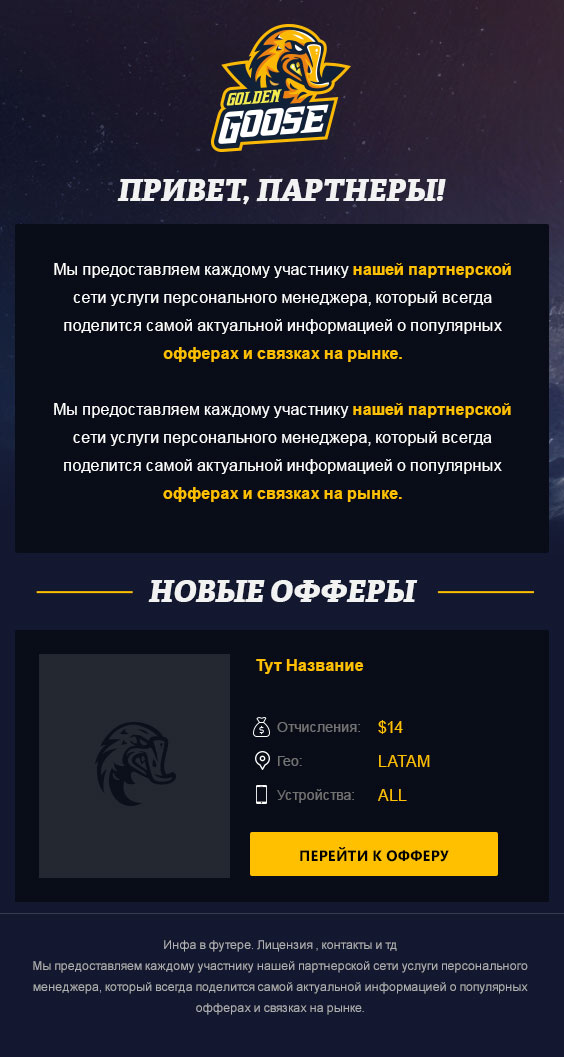 GOLDEN
GOOSE
ПРИВЕТ, ПАРТНЕРЫ!
Мы предоставляем каждому участнику нашей партнерской
сети услуги персонального менеджера, который всегда
поделится самой актуальной информацией о популярных
офферах и связках на рынке.
Мы предоставляем каждому участнику нашей партнерской
сети услуги персонального менеджера, который всегда
поделится самой актуальной информацией о популярных
офферах и связках на рынке.
НОВЫЕ ОФФЕРЫ
Тут Название
Отчисления: $14
Гео: LATAM
Устройства: ALL
ПЕРЕЙТИ К ОФФЕРУ
Инфа в футере. Лицензия , контакты и тд
Мы предоставляем каждому участнику нашей партнерской сети услуги персонального
менеджера, который всегда поделится самой актуальной информацией о популярных
офферах и связках на рынке.